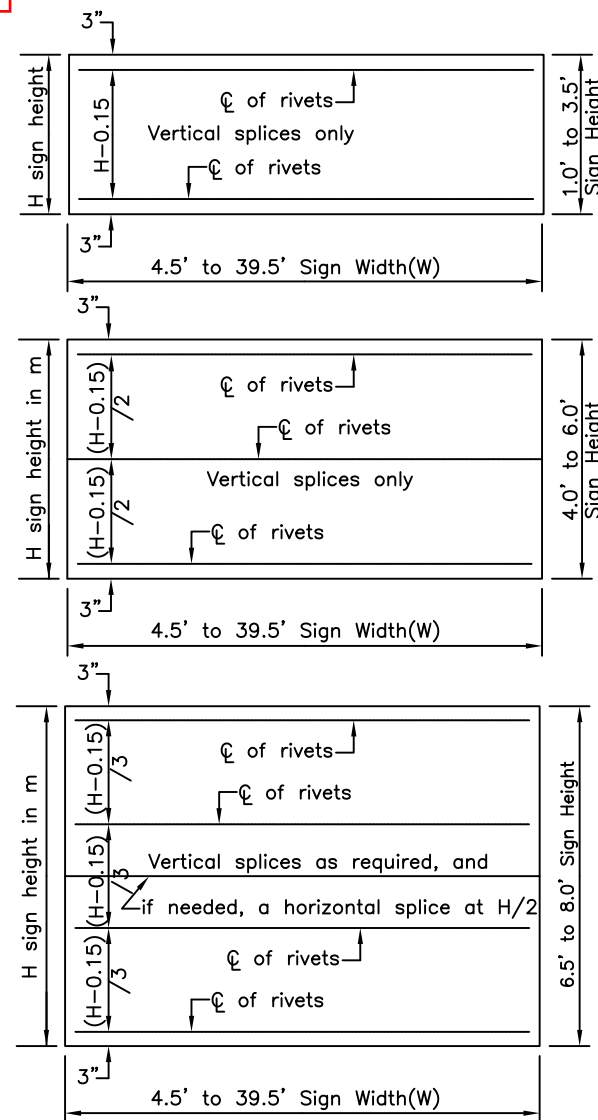 3"
H sign height
H-0.15
℄ of rivets
Vertical splices only
℄ of rivets
1.0' to 3.5'
Sign Height
3"
4.5' to 39.5' Sign Width(W)
3"
H sign height in m
(H-0.15)
/2
℄ of rivets
℄ of rivets
(H-0.15)
/2
Vertical splices only
℄ of rivets
4.0' to 6.0'
Sign Height
3"
4.5' to 39.5' Sign Width(W)
3"
H sign height in m
(H-0.15)
/3
℄ of rivets
℄ of rivets
(H-0.15)
/3
Vertical splices as required, and
if needed, a horizontal splice at H/2
(H-0.15)
/3
℄ of rivets
℄ of rivets
6.5' to 8.0' Sign Height
3"
4.5' to 39.5' Sign Width(W)